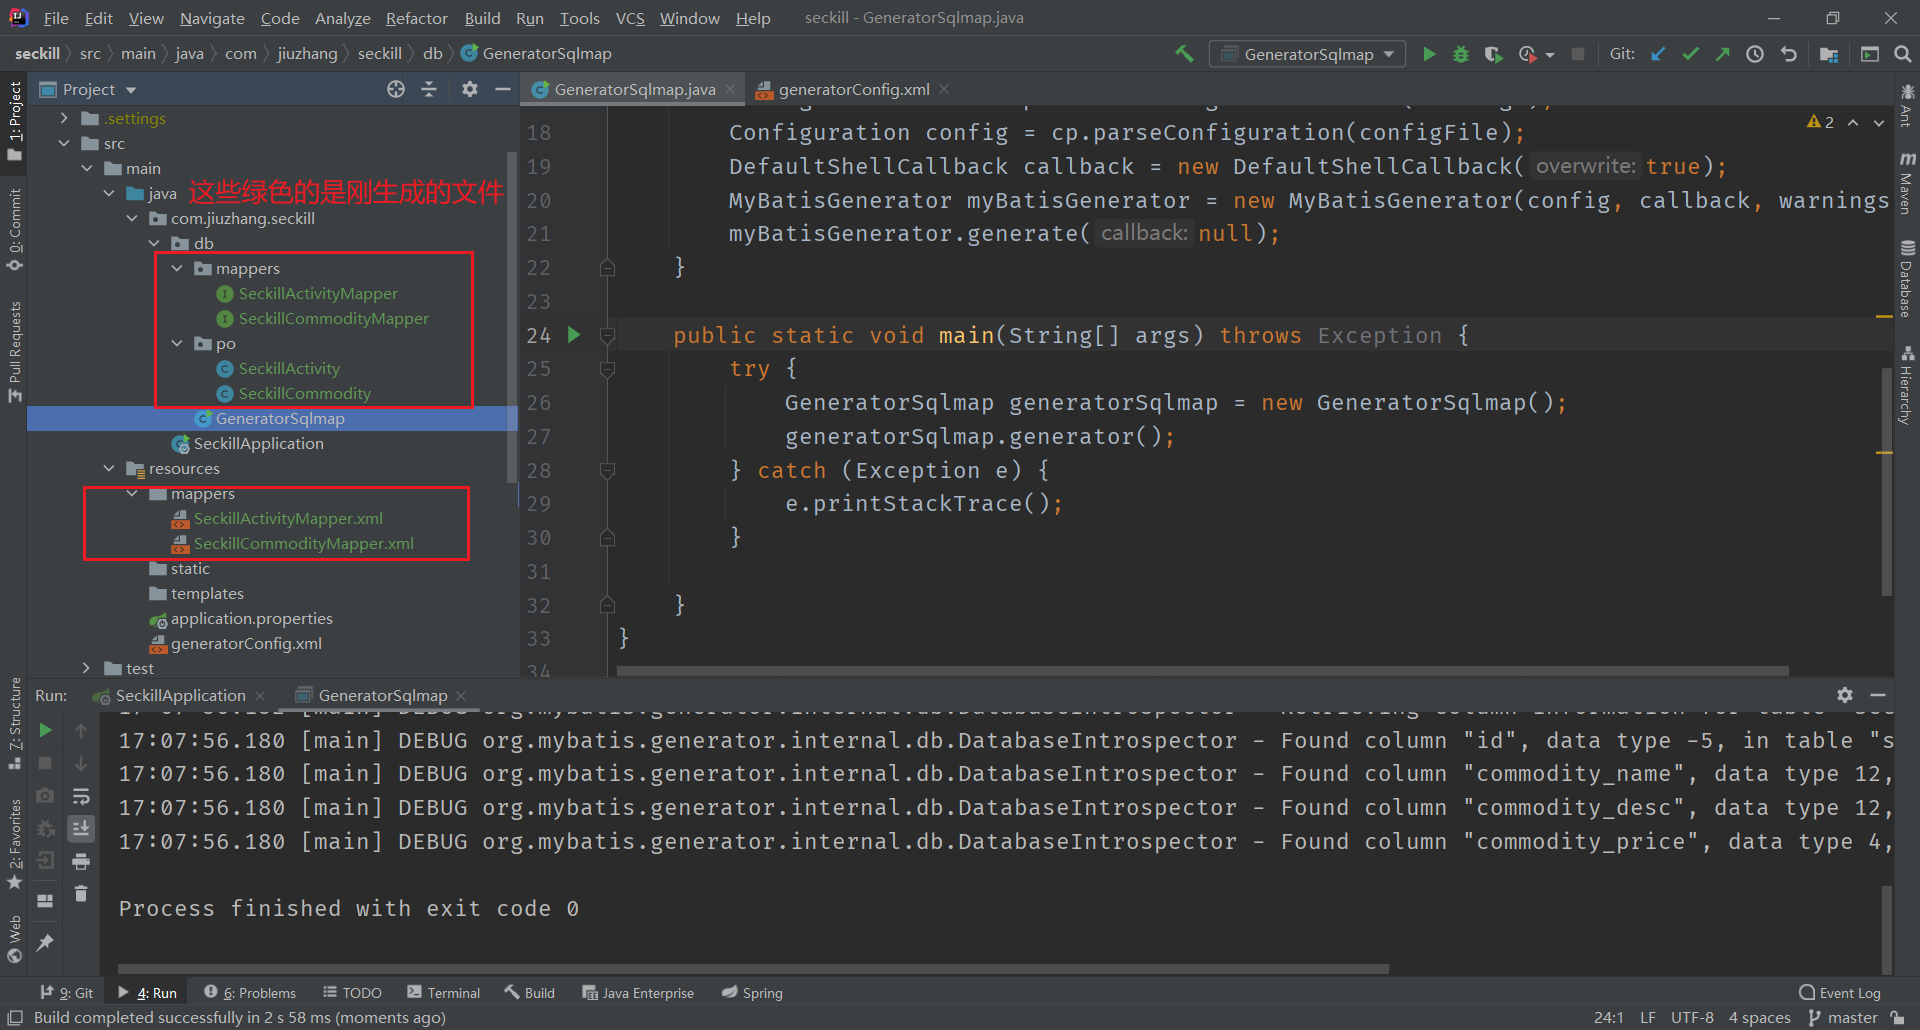 File Edit View Navigate Code Analyze Refactor Build Run Tools VCS Window Help seckill - GeneratorSqlmap.java
seckill src main java com jiuzhang seckill db GeneratorSqlmap
GeneratorSqlmap Git:
Project
GeneratorSqlmap.java generatorConfig.xml
.settings
src
main
java 这些绿色的是刚生成的文件
com.jiuzhang.seckill
db
mappers
SeckillActivityMapper
SeckillCommodityMapper
po
SeckillActivity
SeckillCommodity
GeneratorSqlmap
SeckillApplication
resources
mappers
SeckillActivityMapper.xml
SeckillCommodityMapper.xml
static
templates
application.properties
generatorConfig.xml
test
2
18 Configuration config = cp.parseConfiguration(configFile);
19 DefaultShellCallback callback = new DefaultShellCallback( overwrite: true);
20 MyBatisGenerator myBatisGenerator = new MyBatisGenerator(config, callback, warnings
21 myBatisGenerator.generate( callback: null);
22 }
23
24 public static void main(String[] args) throws Exception {
25 try {
26 GeneratorSqlmap generatorSqlmap = new GeneratorSqlmap();
27 generatorSqlmap.generator();
28 } catch (Exception e) {
29 e.printStackTrace();
30 }
31
32 }
33 }
34
1: Project
0: Commit
Pull Requests
7: Structure
2: Favorites
Web
Ant
Maven
Database
Hierarchy
Run: SeckillApplication GeneratorSqlmap
17:07:56.180 [main] DEBUG org.mybatis.generator.internal.db.DatabaseIntrospector - Found column "id", data type -5, in table "s
17:07:56.180 [main] DEBUG org.mybatis.generator.internal.db.DatabaseIntrospector - Found column "commodity_name", data type 12,
17:07:56.180 [main] DEBUG org.mybatis.generator.internal.db.DatabaseIntrospector - Found column "commodity_desc", data type 12,
17:07:56.180 [main] DEBUG org.mybatis.generator.internal.db.DatabaseIntrospector - Found column "commodity_price", data type 4,
Process finished with exit code 0
9: Git 4: Run 6: Problems TODO Terminal Build Java Enterprise Spring Event Log
Build completed successfully in 2 s 58 ms (moments ago) 24:1 LF UTF-8 4 spaces master